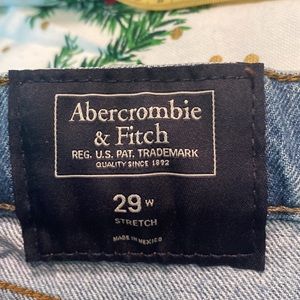 Abercrombie
& Fitch
REG. U.S. PAT. TRADEMARK
QUALITY SINCE 1892
29 W
STRETCH
MADE IN MEXICO